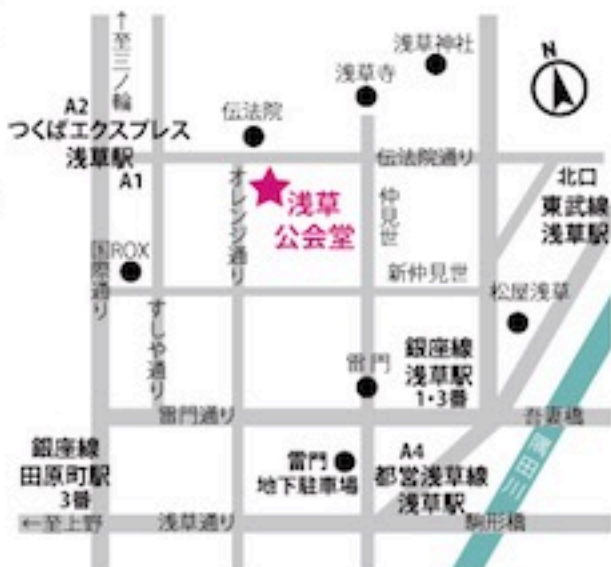 ↑至三ノ輪
浅草神社
N
浅草寺
A2
つくばエクスプレス
浅草駅
A1
伝法院
伝法院通り
北口
東武線
浅草駅
オレンジ通り
浅草
公会堂
仲見世
国際通り
ROX
新仲見世
松屋浅草
すしや通り
雷門
銀座線
浅草駅
1・3番
雷門通り
吾妻橋
銀座線
田原町駅
3番
雷門
地下駐車場
A4
都営浅草線
浅草駅
隅田川
←至上野
浅草通り
駒形橋